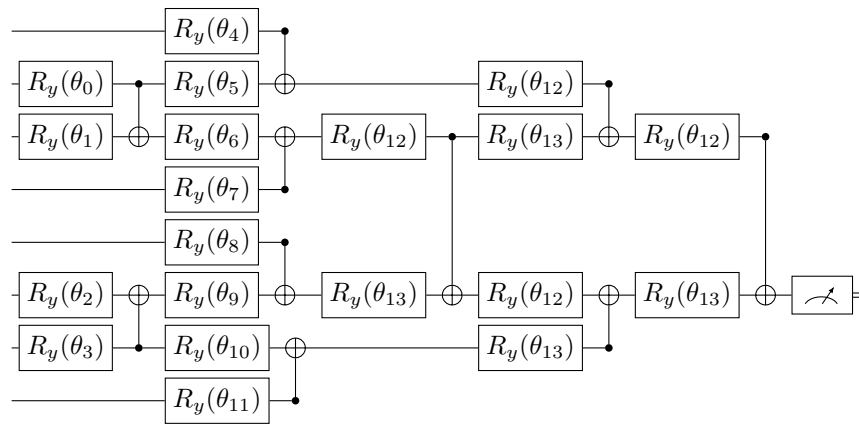 R_y(θ_4)
R_y(θ_0) R_y(θ_5) R_y(θ_12)
R_y(θ_1) R_y(θ_6) R_y(θ_12) R_y(θ_13) R_y(θ_12)
R_y(θ_7)
R_y(θ_8)
R_y(θ_2) R_y(θ_9) R_y(θ_13) R_y(θ_12) R_y(θ_13)
R_y(θ_3) R_y(θ_10) R_y(θ_13)
R_y(θ_11)